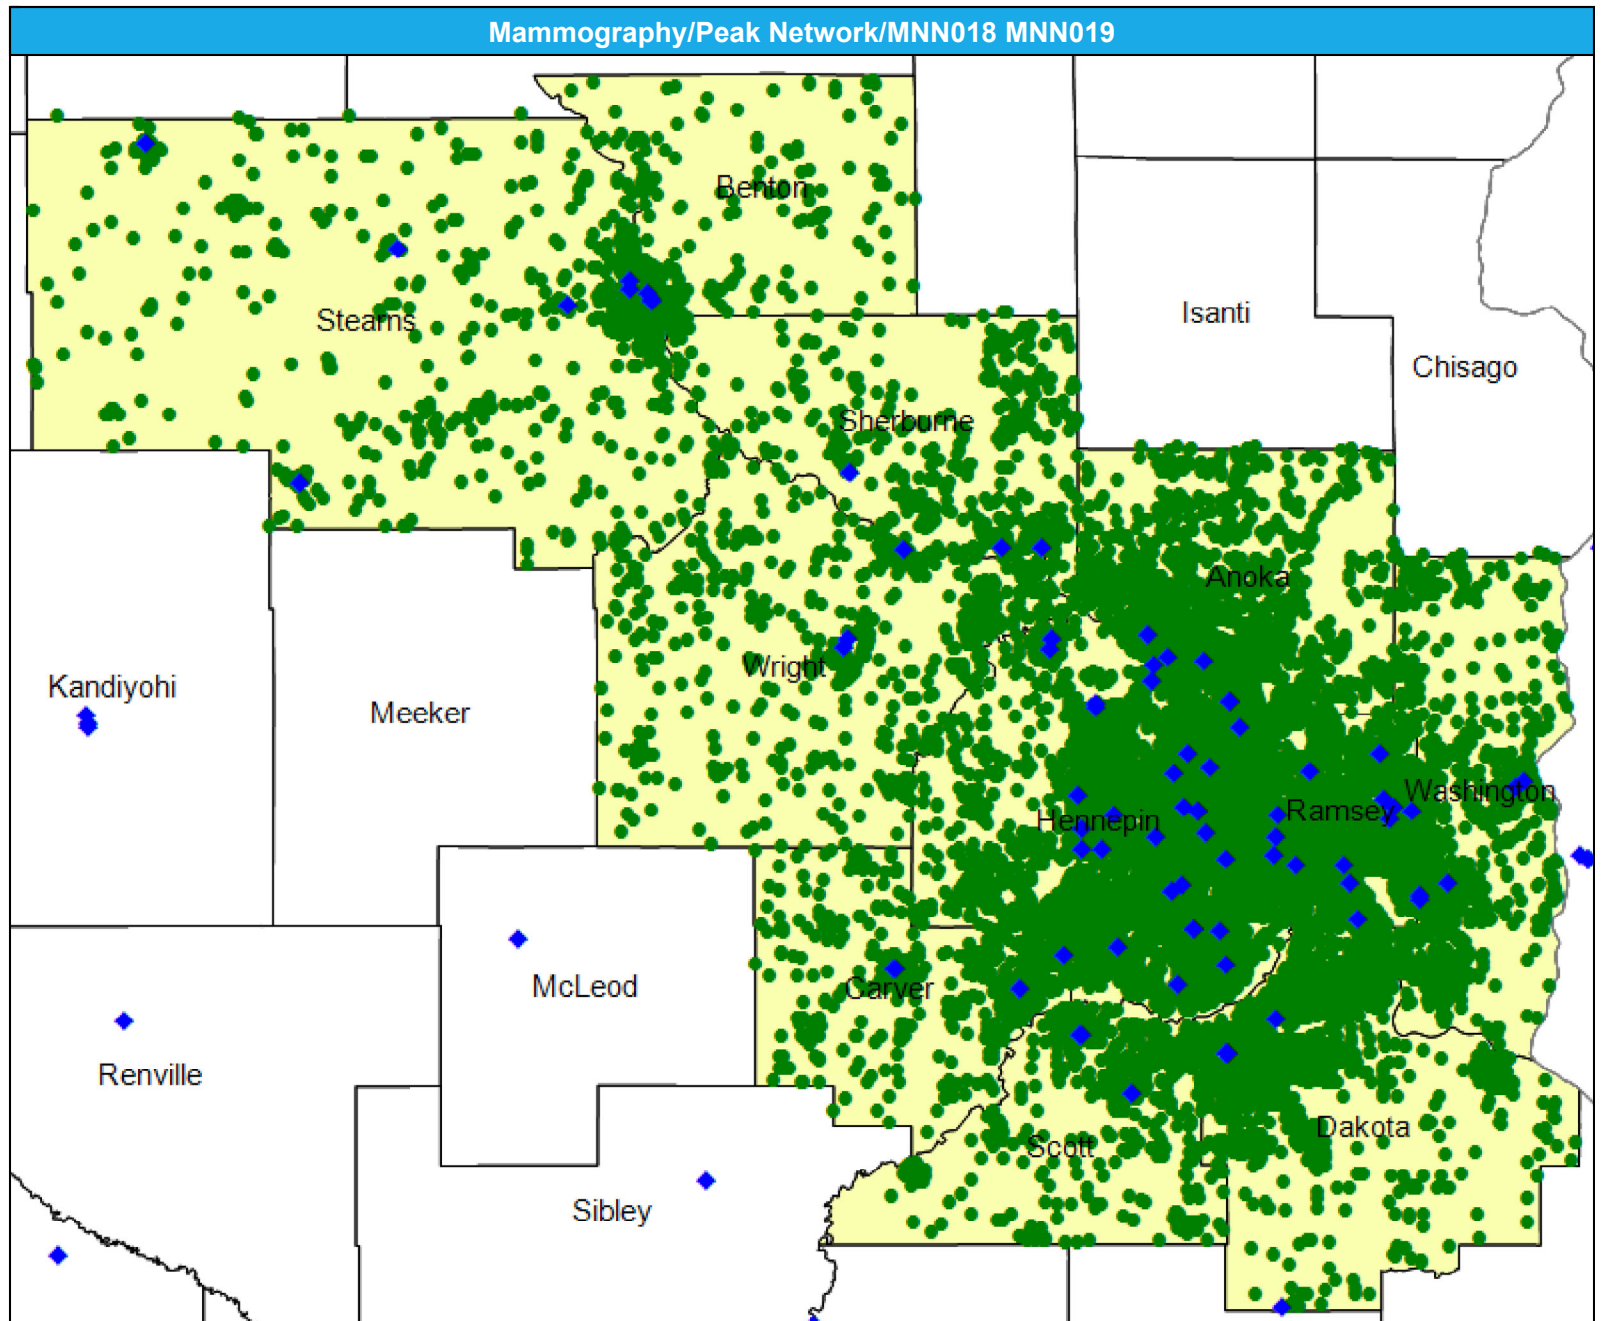 Mammography/Peak Network/MNN018 MNN019
Benton
Isanti
Stearns
Chisago
Sherburne
Anoka
Wright
Kandiyohi
Meeker
Washington
Ramsey
Hennepin
McLeod
Carver
Renville
Dakota
Scott
Sibley